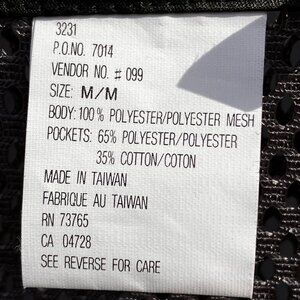 3231
P.O.NO. 7014
VENDOR NO. # 099
SIZE: M/M
BODY: 100% POLYESTER/POLYESTER MESH
POCKETS: 65% POLYESTER/POLYESTER
35% COTTON/COTON
MADE IN TAIWAN
FABRIQUE AU TAIWAN
RN 73765
CA 04728
SEE REVERSE FOR CARE